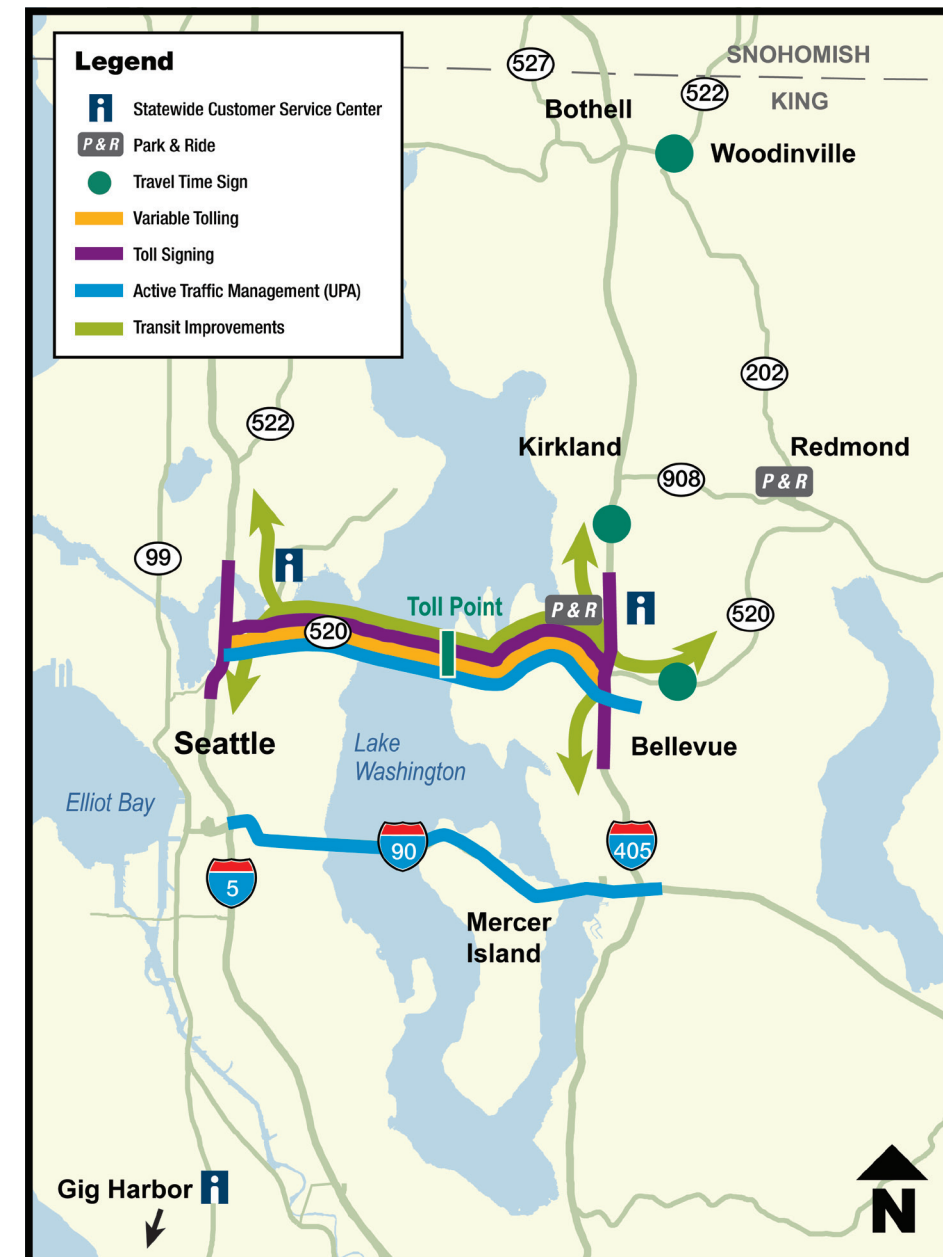 Legend
Statewide Customer Service Center
P & R Park & Ride
Travel Time Sign
Variable Tolling
Toll Signing
Active Traffic Management (UPA)
Transit Improvements
527
SNOHOMISH
522
KING
Bothell
Woodinville
202
522
Kirkland
Redmond
908
P & R
99
Toll Point
P & R
520
520
Seattle
Bellevue
Lake
Washington
Elliot Bay
90
405
5
Mercer
Island
Gig Harbor
N